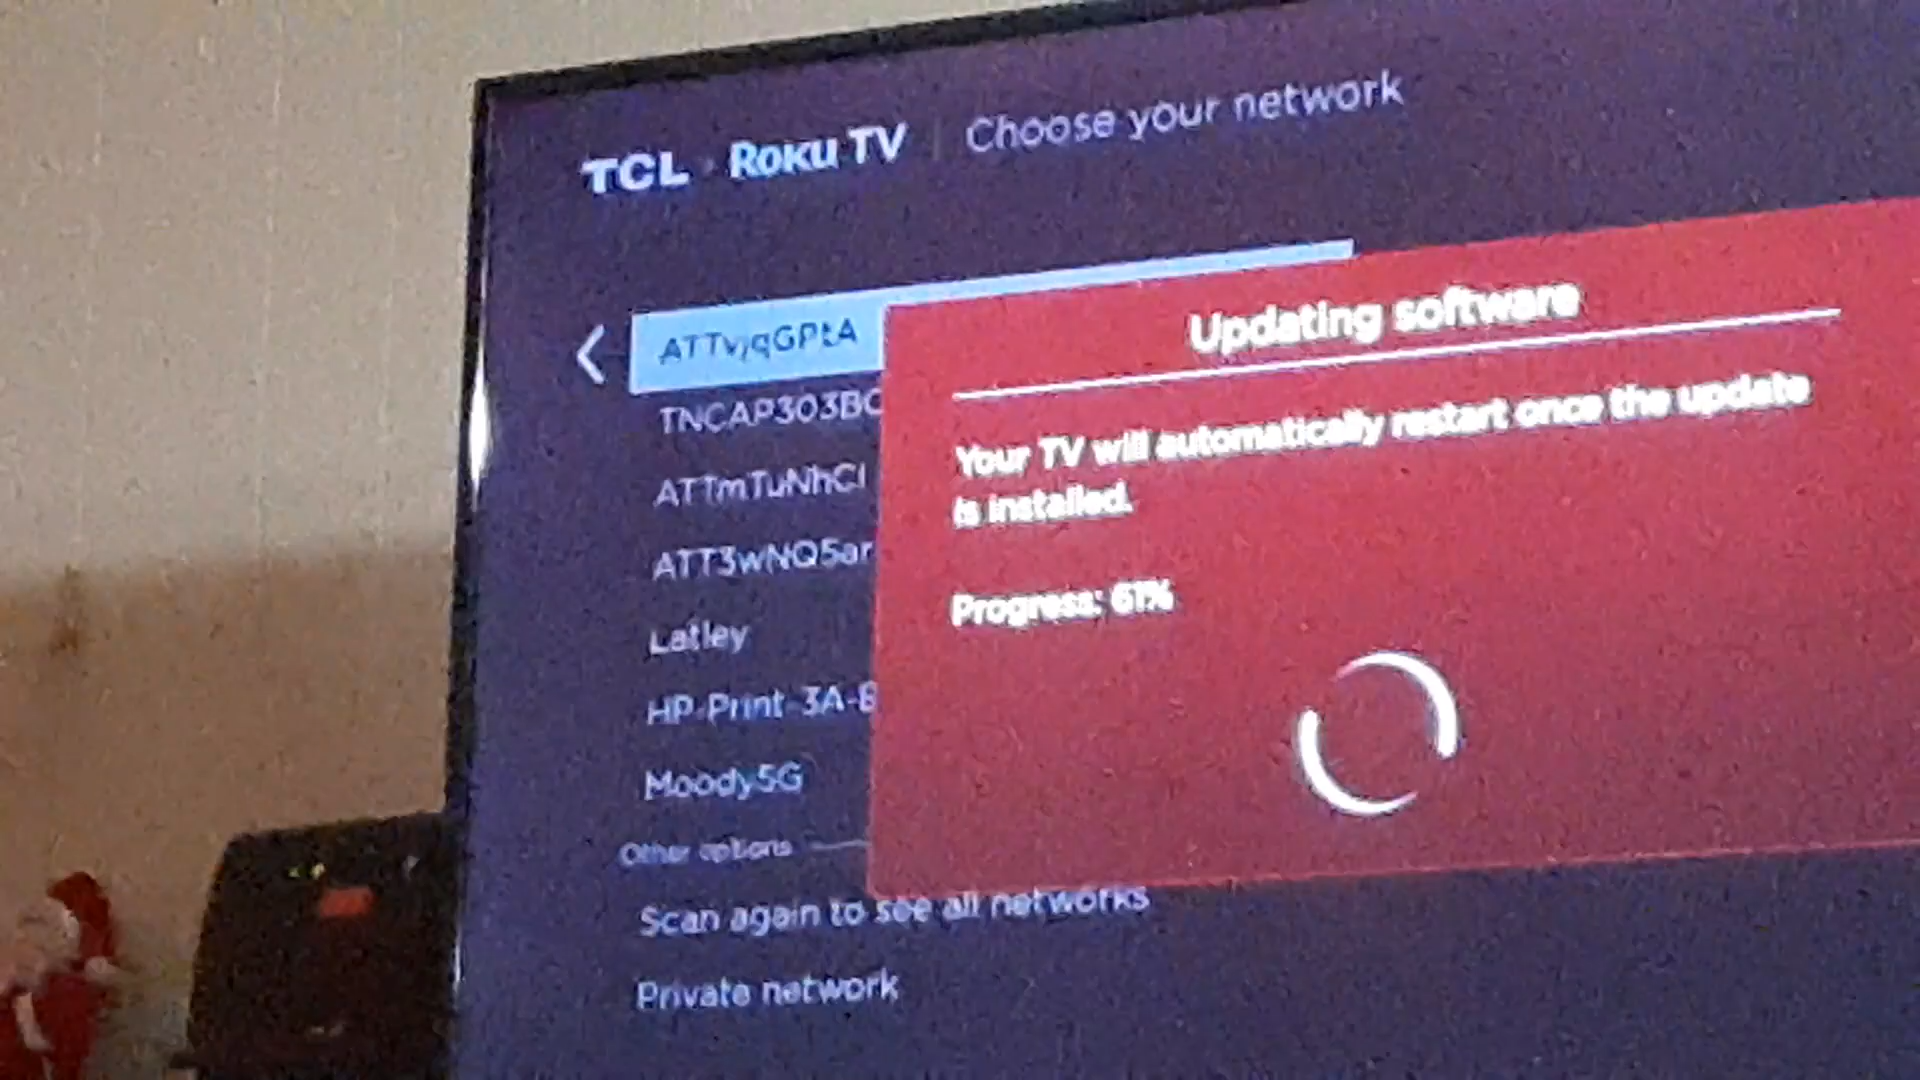 TCL Roku TV | Choose your network
Updating software
Your TV will automatically restart once the update
is installed.
Progress: 61%
ATTvjqGPtA
TNCAP303BC
ATTmTuNhCI
ATT3wNQ5ar
Latley
HP-Print-3A-
Moody5G
Other options
Scan again to see all networks
Private network